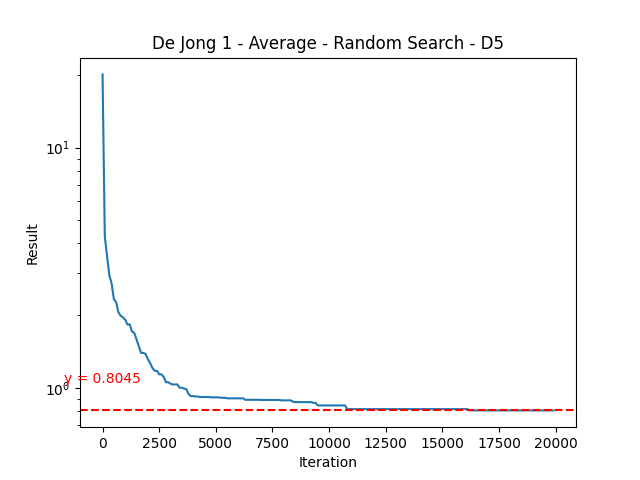 De Jong 1 - Average - Random Search - D5
10¹
Result
y = 0.8045
10⁰
0 2500 5000 7500 10000 12500 15000 17500 20000
Iteration